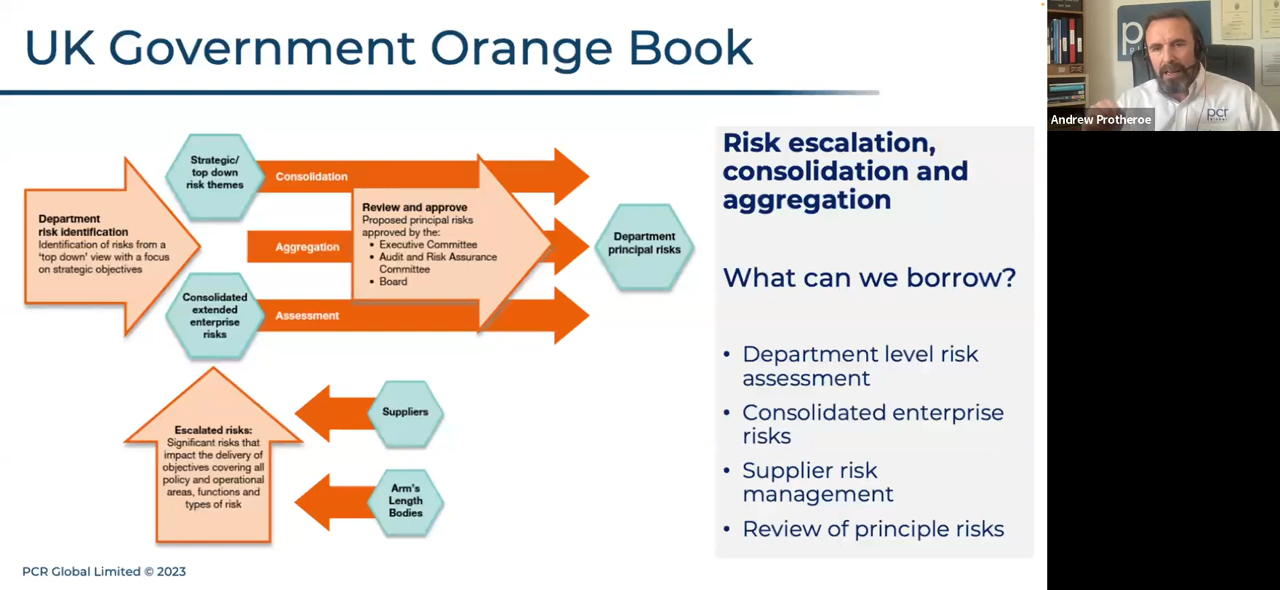 UK Government Orange Book
Department
risk identification
Identification of risks from a
'top down' view with a focus
on strategic objectives
Strategic/
top down
risk themes
Consolidated
extended
enterprise
risks
Consolidation
Aggregation
Assessment
Review and approve
Proposed principal risks
approved by the:
• Executive Committee
• Audit and Risk Assurance
Committee
• Board
Department
principal risks
Escalated risks:
Significant risks that
impact the delivery of
objectives covering all
policy and operational
areas, functions and
types of risk
Suppliers
Arm's
Length
Bodies
Risk escalation,
consolidation and
aggregation
What can we borrow?
• Department level risk
assessment
• Consolidated enterprise
risks
• Supplier risk
management
• Review of principle risks
PCR Global Limited © 2023
Andrew Protheroe
pcr